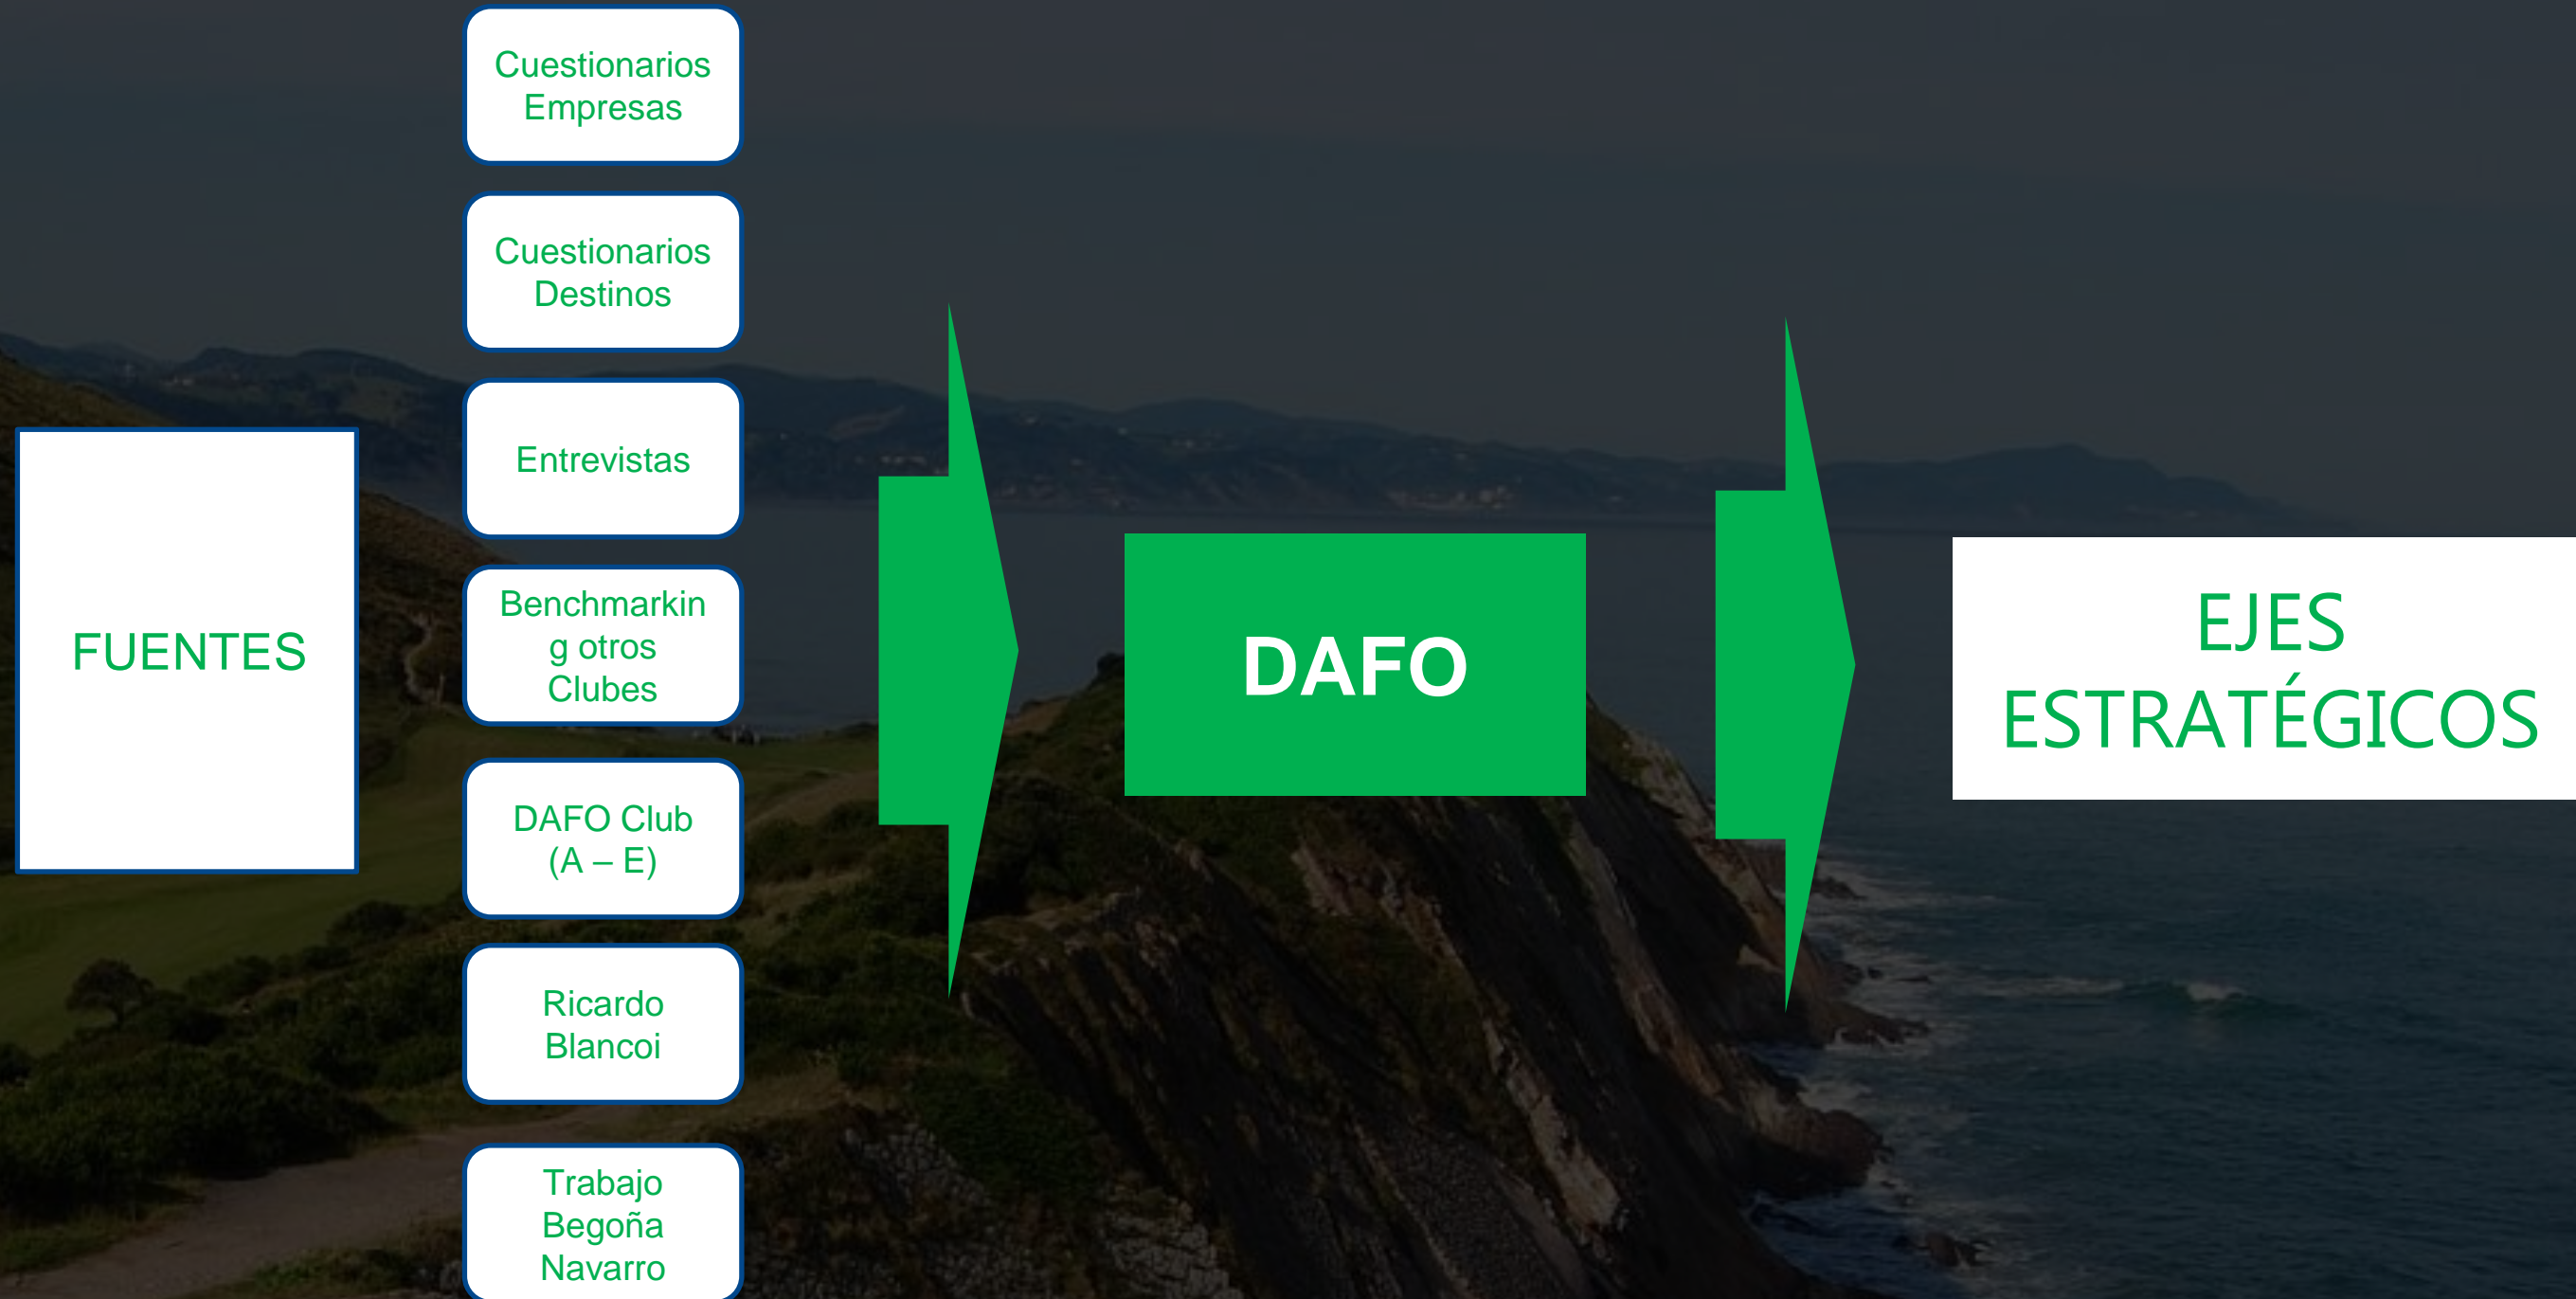 FUENTES
Cuestionarios
Empresas
Cuestionarios
Destinos
Entrevistas
Benchmarkin
g otros
Clubes
DAFO Club
(A – E)
Ricardo
Blancoi
Trabajo
Begoña
Navarro
DAFO
EJES
ESTRATÉGICOS